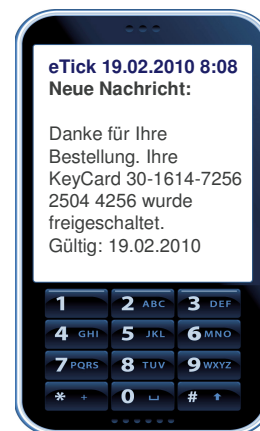 eTick 19.02.2010 8:08
Neue Nachricht:
Danke für Ihre
Bestellung. Ihre
KeyCard 30-1614-7256
2504 4256 wurde
freigeschaltet.
Gültig: 19.02.2010
1 2 ABC 3 DEF
4 GHI 5 JKL 6 MNO
7 PQRS 8 TUV 9 WXYZ
* + 0 ␣ # ⬆